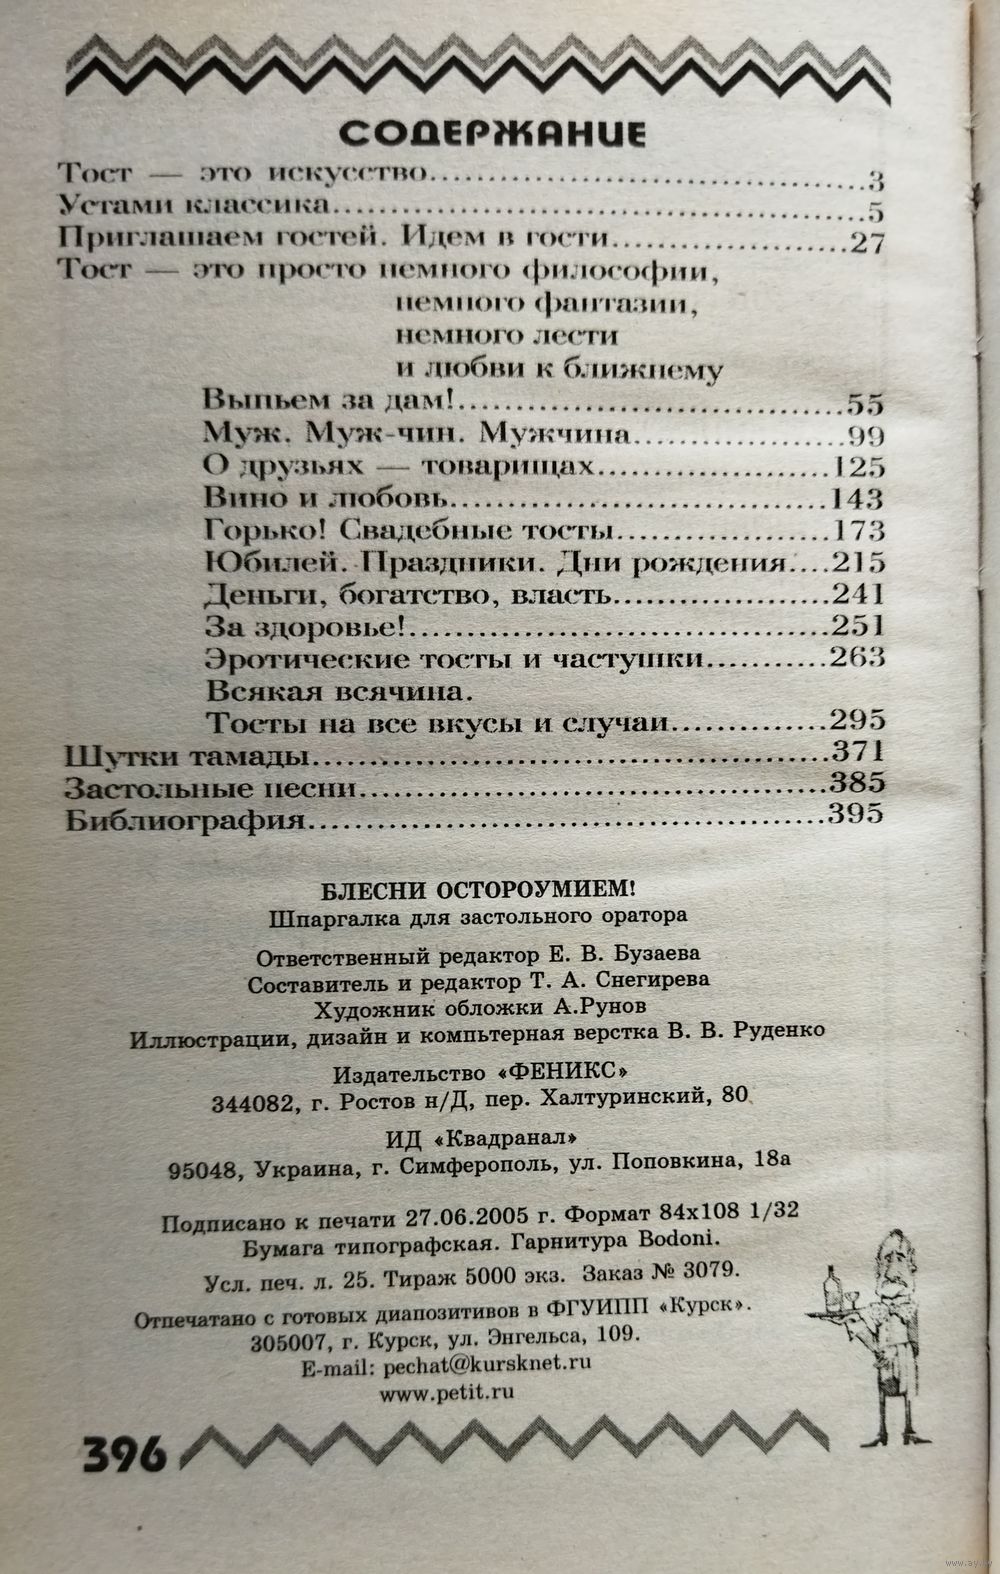 СОДЕРЖАНИЕ
Тост — это искусство.......................................3
Устами классика.............................................5
Приглашаем гостей. Идем в гости......................27
Тост — это просто немного философии,
немного фантазии,
немного лести
и любви к ближнему
Выпьем за дам!....................................55
Муж. Муж-чин. Мужчина....................99
О друзьях — товарищах......................125
Вино и любовь...................................143
Горько! Свадебные тосты....................173
Юбилей. Праздники. Дни рождения....215
Деньги, богатство, власть....................241
За здоровье!.......................................251
Эротические тосты и частушки...........263
Всякая всячина.
Тосты на все вкусы и случаи...............295
Шутки тамады..............................................371
Застольные песни.........................................385
Библиография..............................................395
БЛЕСНИ ОСТОРОУМИЕМ!
Шпаргалка для застольного оратора
Ответственный редактор Е. В. Бузаева
Составитель и редактор Т. А. Снегирева
Художник обложки А.Рунов
Иллюстрации, дизайн и компьтерная верстка В. В. Руденко
Издательство «ФЕНИКС»
344082, г. Ростов н/Д, пер. Халтуринский, 80
ИД «Квадранал»
95048, Украина, г. Симферополь, ул. Поповкина, 18а
Подписано к печати 27.06.2005 г. Формат 84x108 1/32
Бумага типографская. Гарнитура Bodoni.
Усл. печ. л. 25. Тираж 5000 экз. Заказ № 3079.
Отпечатано с готовых диапозитивов в ФГУИПП «Курск».
305007, г. Курск, ул. Энгельса, 109.
E-mail: pechat@kursknet.ru
www.petit.ru
396